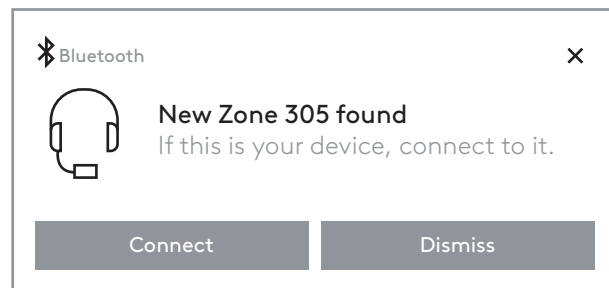 Bluetooth
New Zone 305 found
If this is your device, connect to it.
Connect
Dismiss